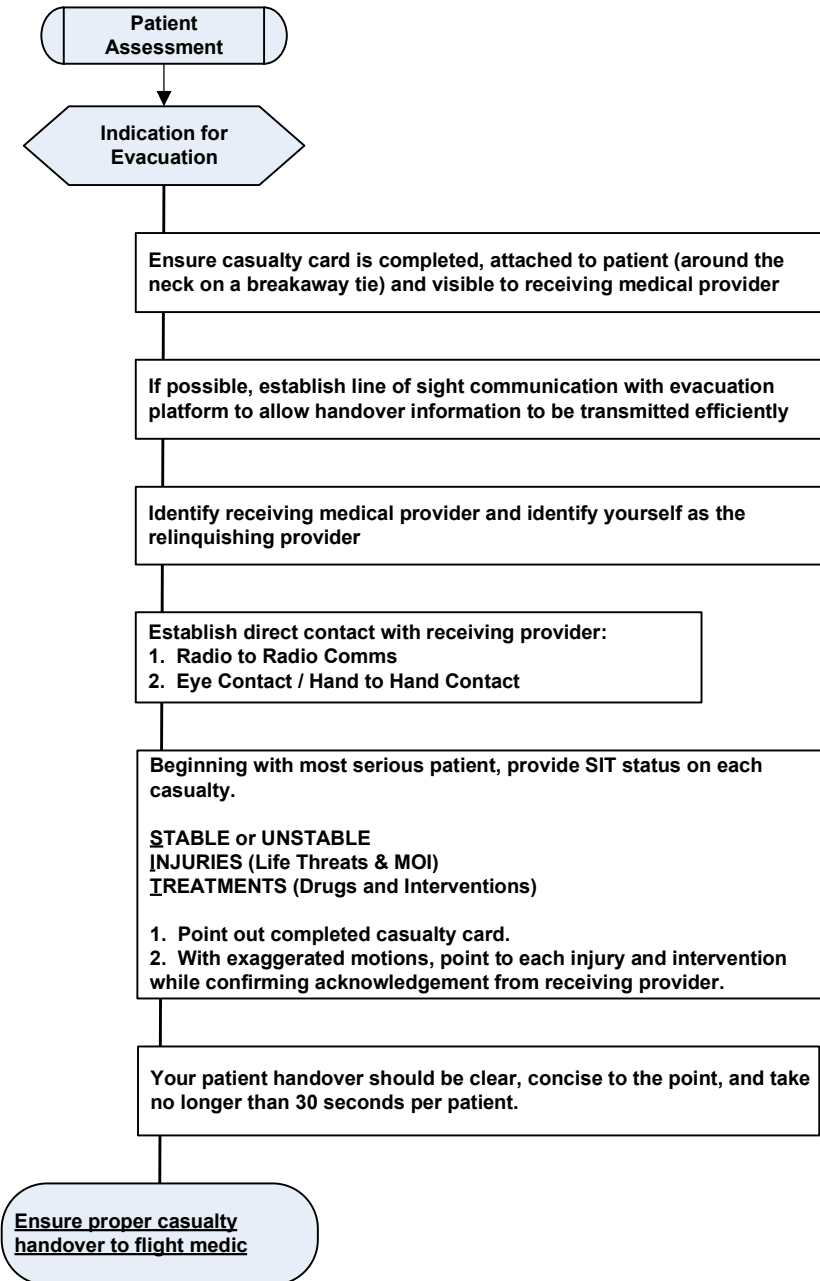 Patient
Assessment
Indication for
Evacuation
Ensure casualty card is completed, attached to patient (around the
neck on a breakaway tie) and visible to receiving medical provider
If possible, establish line of sight communication with evacuation
platform to allow handover information to be transmitted efficiently
Identify receiving medical provider and identify yourself as the
relinquishing provider
Establish direct contact with receiving provider:
1. Radio to Radio Comms
2. Eye Contact / Hand to Hand Contact
Beginning with most serious patient, provide SIT status on each
casualty.
STABLE or UNSTABLE
INJURIES (Life Threats & MOI)
TREATMENTS (Drugs and Interventions)
1. Point out completed casualty card.
2. With exaggerated motions, point to each injury and intervention
while confirming acknowledgement from receiving provider.
Your patient handover should be clear, concise to the point, and take
no longer than 30 seconds per patient.
Ensure proper casualty
handover to flight medic